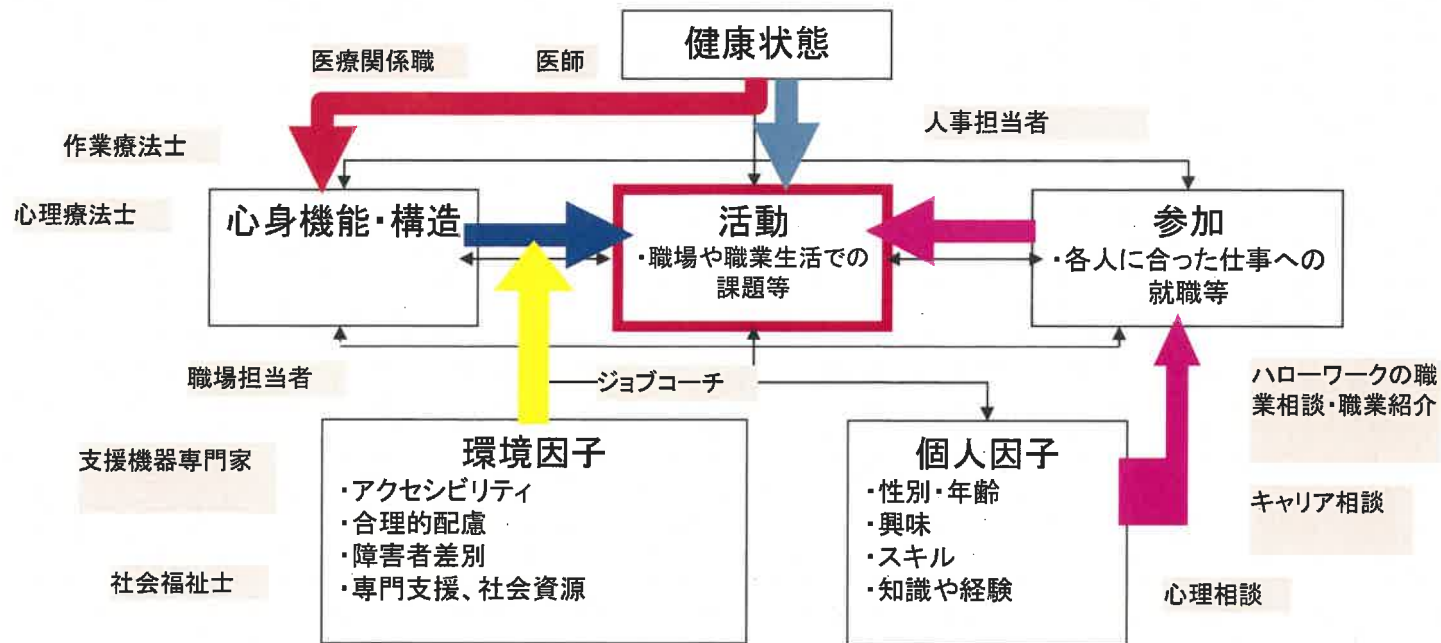 健康状態
医療関係職
医師
人事担当者
作業療法士
心理療法士
心身機能・構造
活動
・職場や職業生活での
課題等
参加
・各人に合った仕事への
就職等
職場担当者
ジョブコーチ
ハローワークの職
業相談・職業紹介
支援機器専門家
環境因子
・アクセシビリティ
・合理的配慮
・障害者差別
・専門支援、社会資源
個人因子
・性別・年齢
・興味
・スキル
・知識や経験
キャリア相談
社会福祉士
心理相談